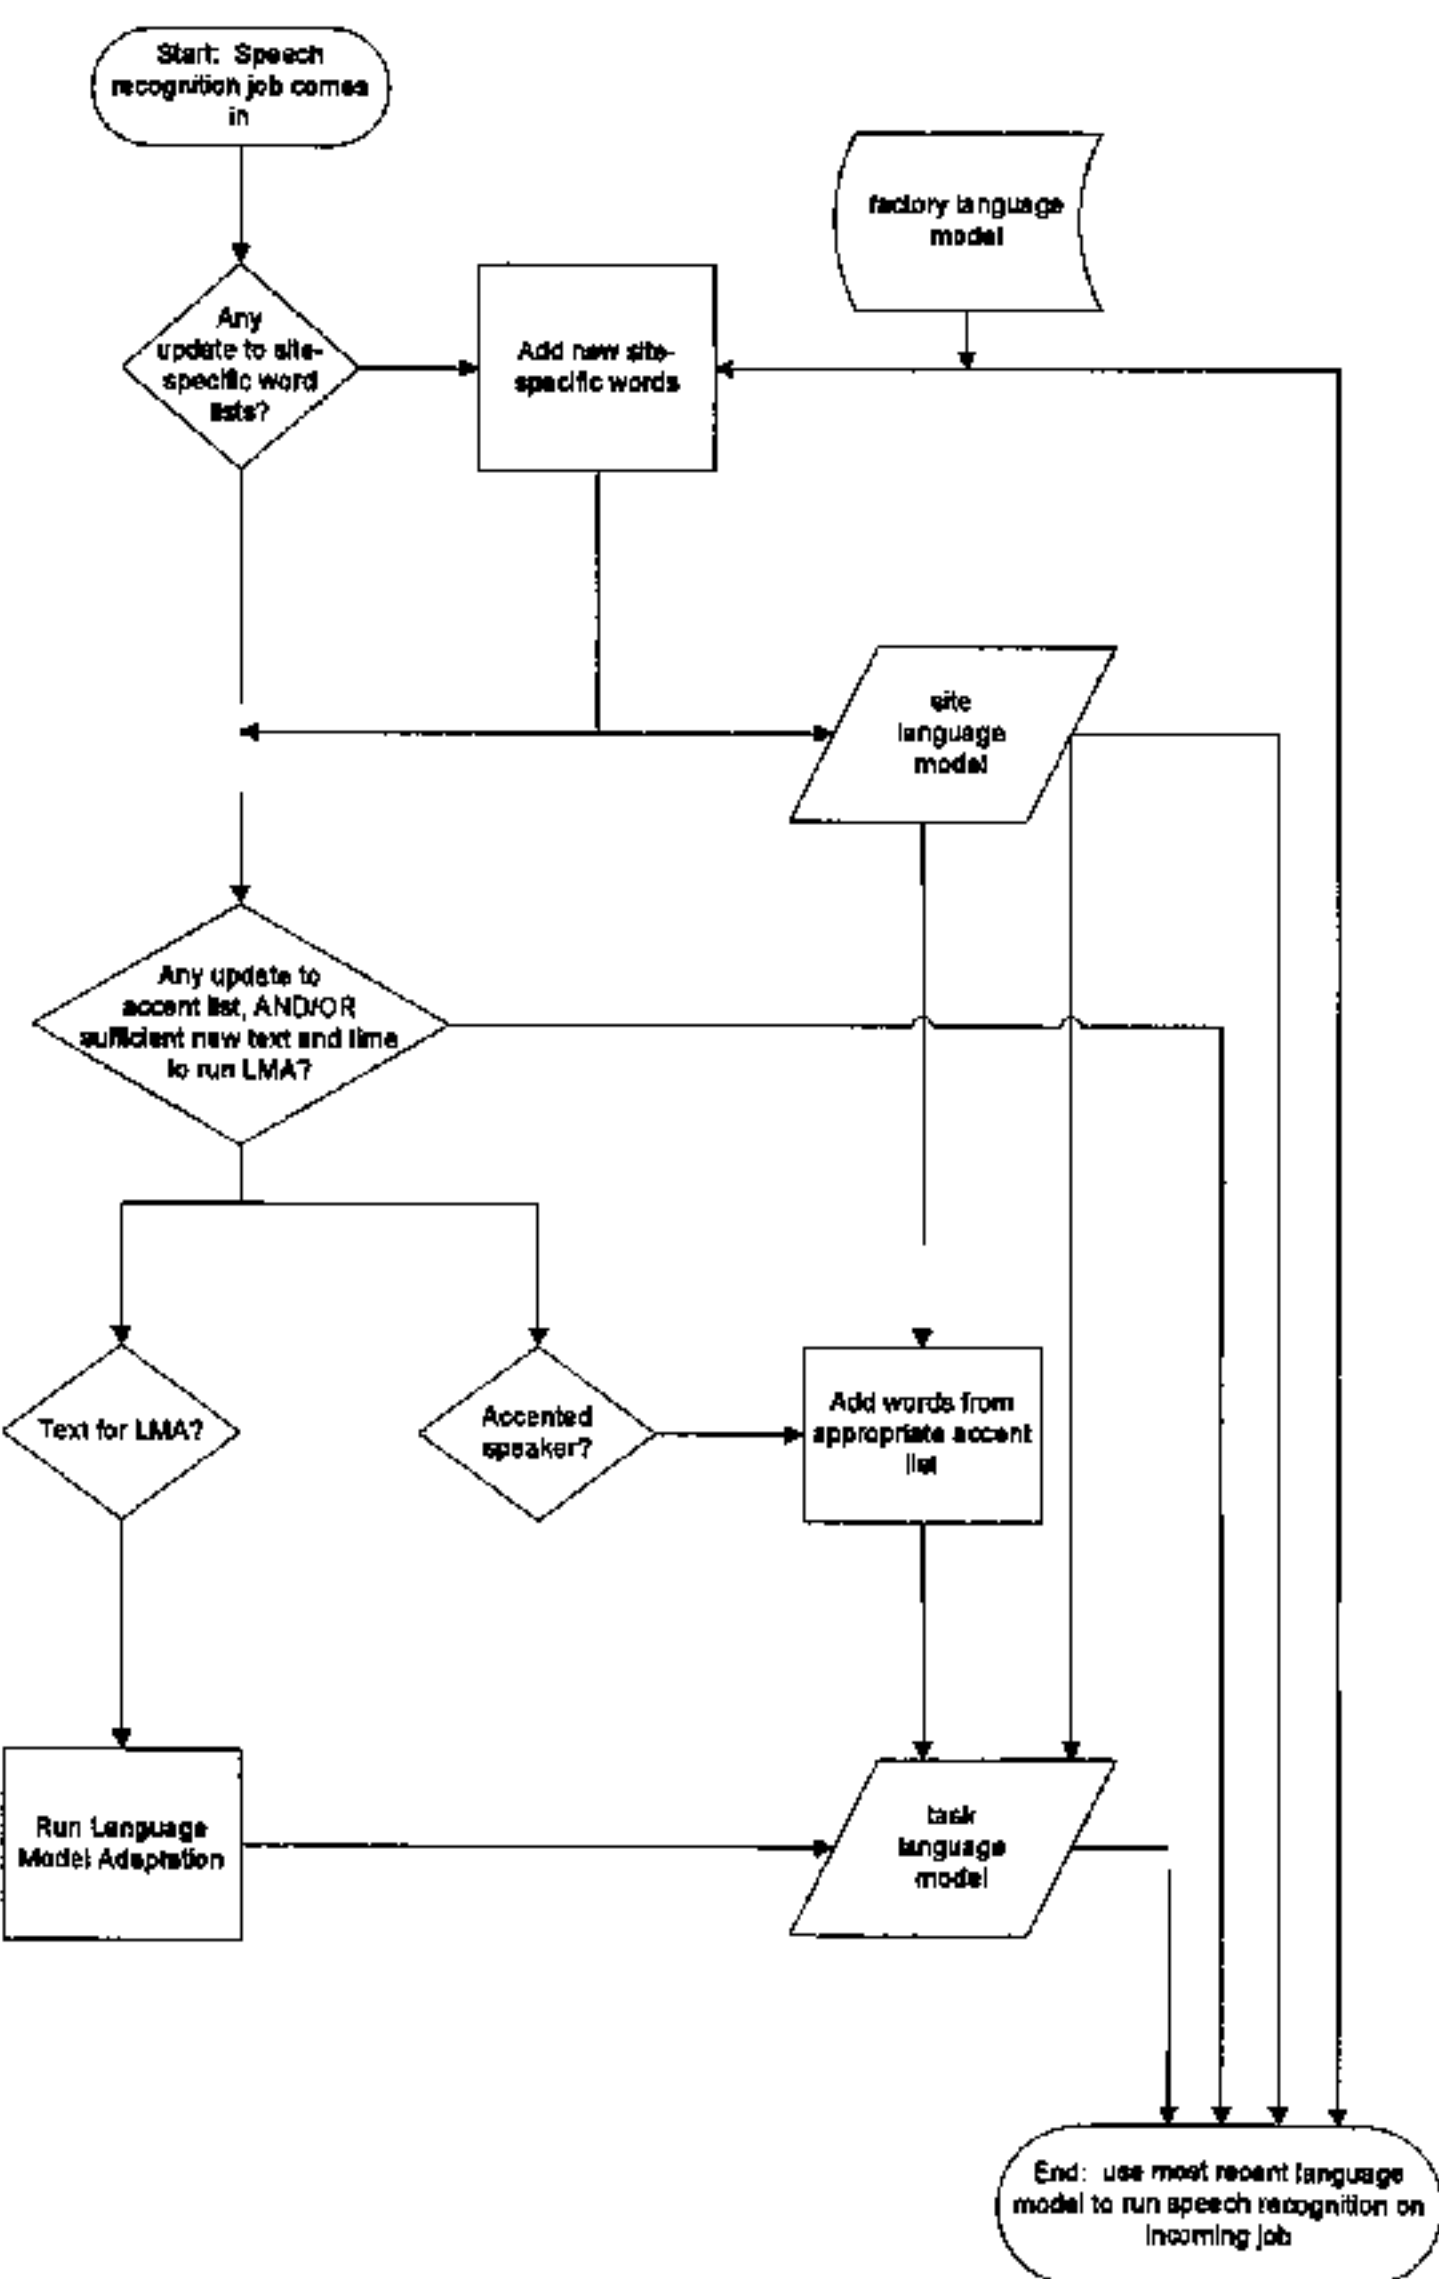 Start: Speech
recognition job comes
in
factory language
model
Any
update to site-
specific word
lists?
Add new site-
specific words
site
language
model
Any update to
accent list, AND/OR
sufficient new text and time
to run LMA?
Text for LMA?
Accented
speaker?
Add words from
appropriate accent
list
Run Language
Model Adaptation
task
language
model
End: use most recent language
model to run speech recognition on
incoming job